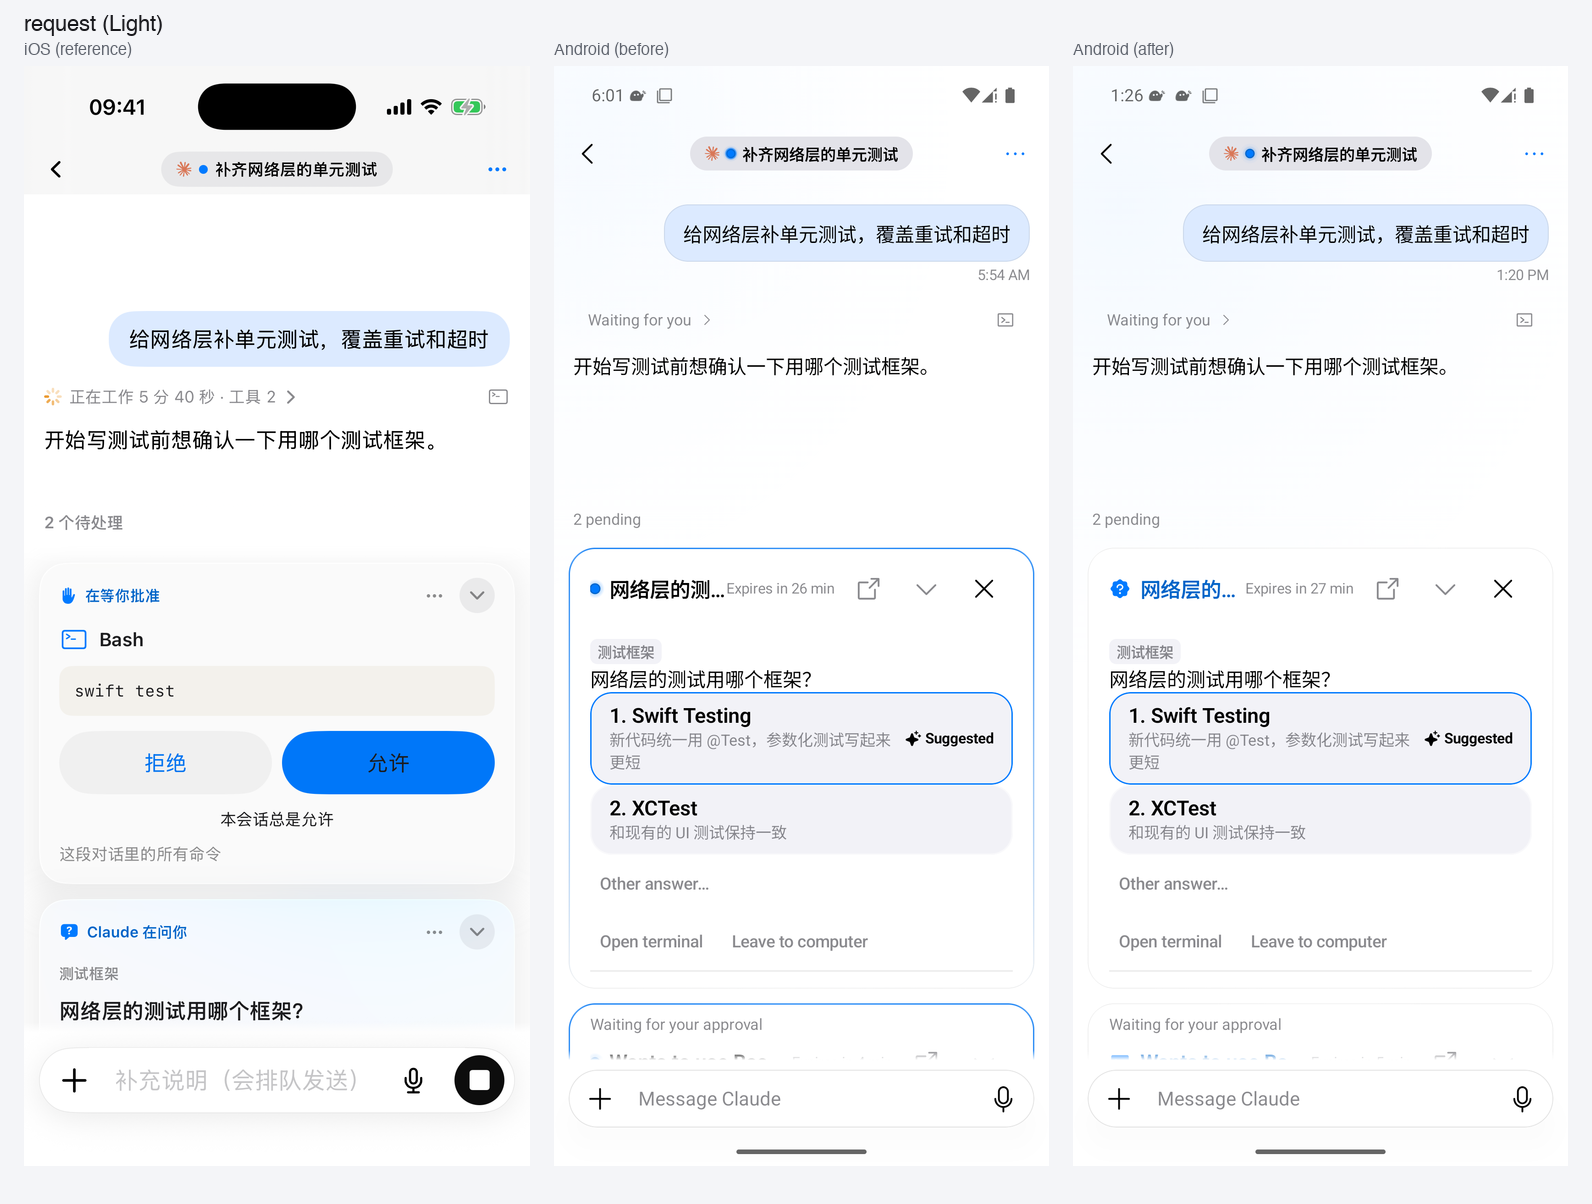 request (Light)
iOS (reference)
09:41
补齐网络层的单元测试
给网络层补单元测试，覆盖重试和超时
正在工作 5 分 40 秒 · 工具 2
开始写测试前想确认一下用哪个测试框架。
2 个待处理
在等你批准
Bash
swift test
拒绝
允许
本会话总是允许
这段对话里的所有命令
Claude 在问你
测试框架
网络层的测试用哪个框架？
补充说明（会排队发送）
Android (before)
6:01
补齐网络层的单元测试
给网络层补单元测试，覆盖重试和超时
5:54 AM
Waiting for you
开始写测试前想确认一下用哪个测试框架。
2 pending
网络层的测... Expires in 26 min
测试框架
网络层的测试用哪个框架？
1. Swift Testing
新代码统一用 @Test，参数化测试写起来
更短
Suggested
2. XCTest
和现有的 UI 测试保持一致
Other answer...
Open terminal Leave to computer
Waiting for your approval
Message Claude
Android (after)
1:26
补齐网络层的单元测试
给网络层补单元测试，覆盖重试和超时
1:20 PM
Waiting for you
开始写测试前想确认一下用哪个测试框架。
2 pending
网络层的... Expires in 27 min
测试框架
网络层的测试用哪个框架？
1. Swift Testing
新代码统一用 @Test，参数化测试写起来
更短
Suggested
2. XCTest
和现有的 UI 测试保持一致
Other answer...
Open terminal Leave to computer
Waiting for your approval
Message Claude